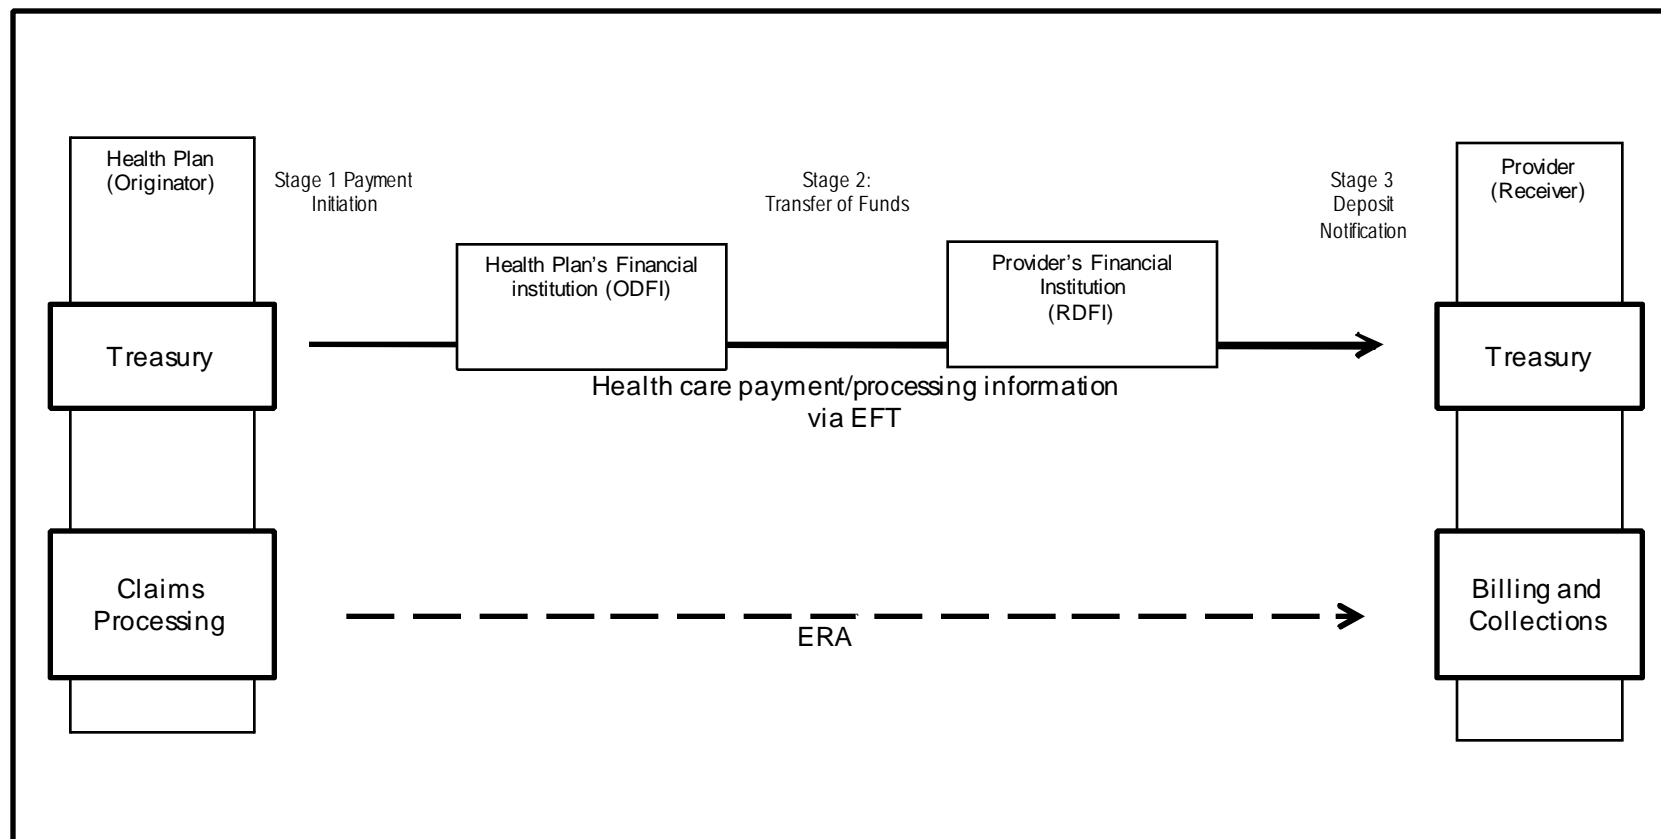 Health Plan
(Originator)
Stage 1 Payment
Initiation
Stage 2:
Transfer of Funds
Stage 3
Deposit
Notification
Provider
(Receiver)
Health Plan's Financial
institution (ODFI)
Provider's Financial
Institution
(RDFI)
Treasury
Treasury
Health care payment/processing information
via EFT
Claims
Processing
ERA
Billing and
Collections